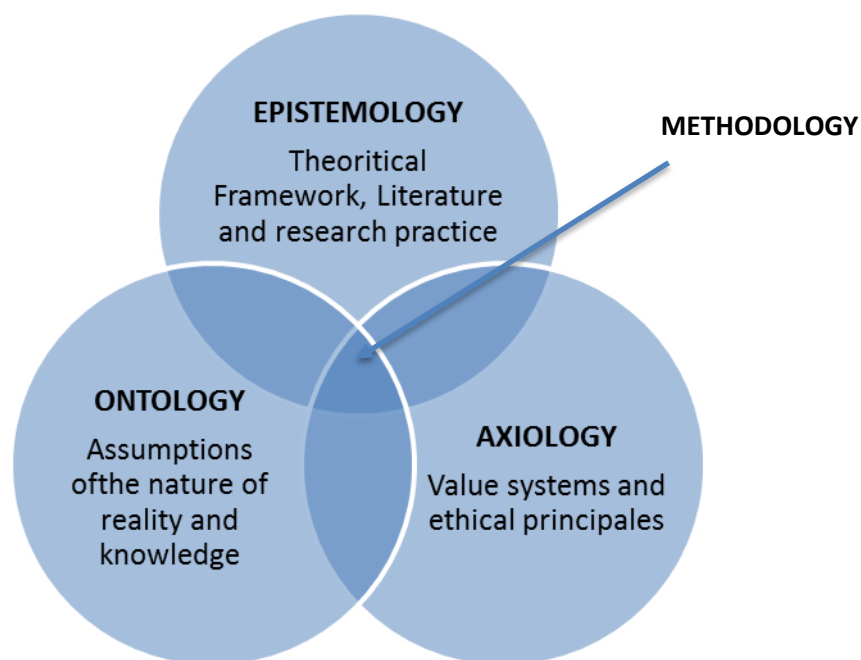 EPISTEMOLOGY
Theoritical
Framework, Literature
and research practice
METHODOLOGY
ONTOLOGY
Assumptions
ofthe nature of
reality and
knowledge
AXIOLOGY
Value systems and
ethical principales